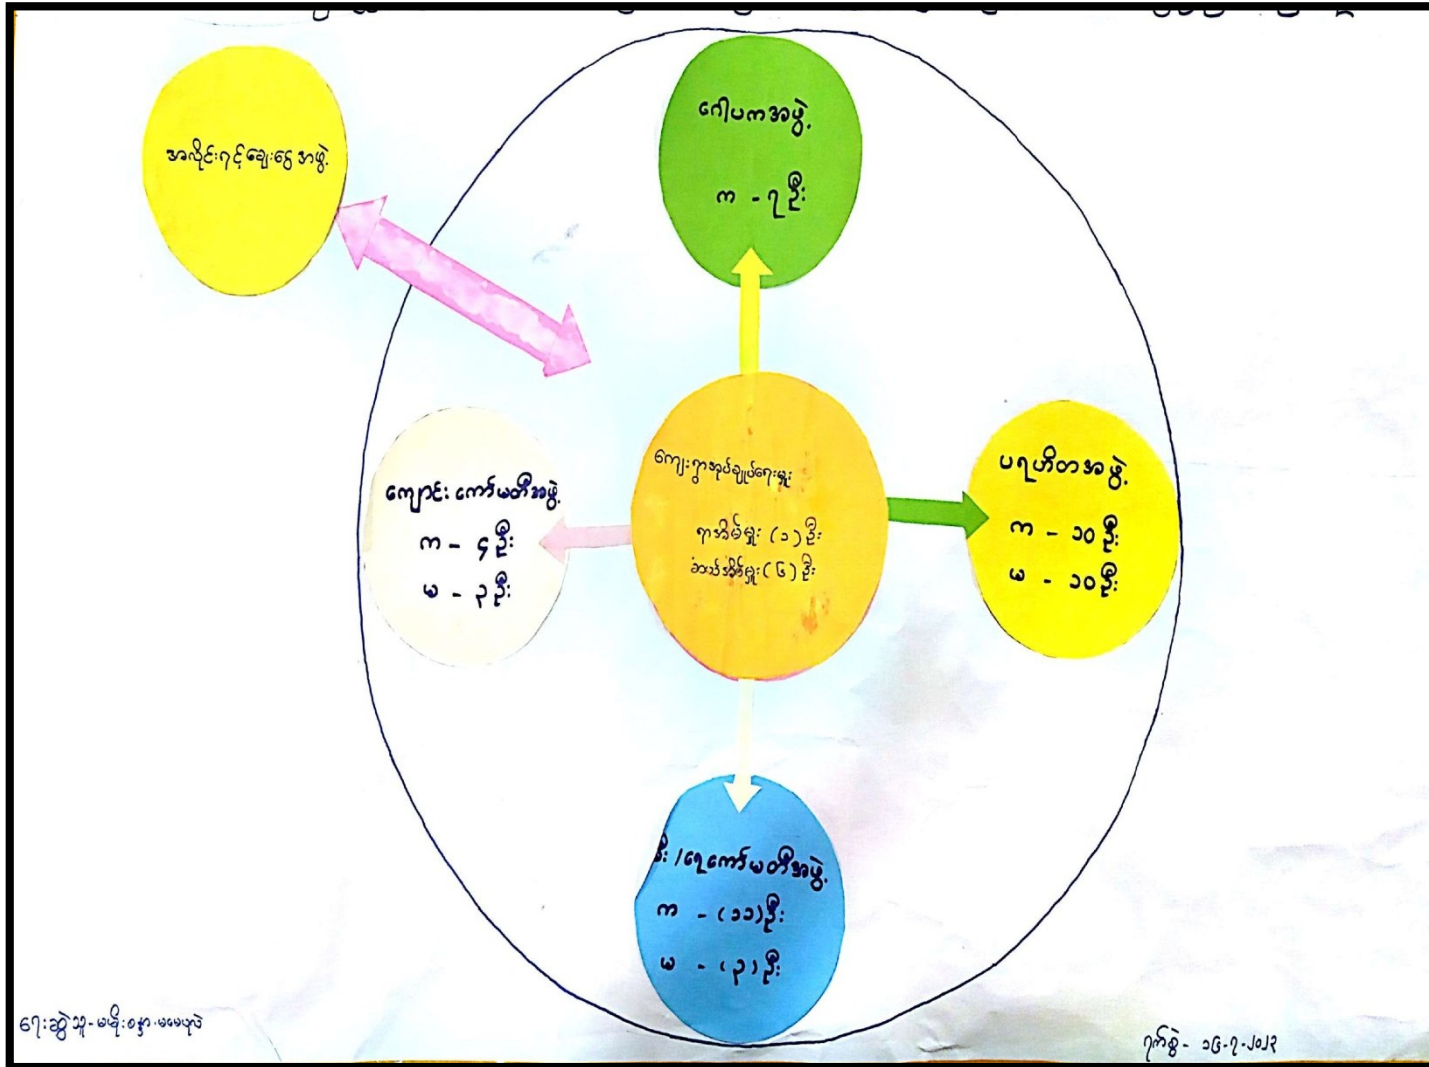 ဂေါပကအဖွဲ့
က - ၇ဦး
အလှိုင်းရင့်ချေးငွေအဖွဲ့
ကျေးရွာအုပ်ချုပ်ရေးမှူး
ရာအိမ်မှူး (၁) ဦး
ဆယ်အိမ်မှူး (၆) ဦး
ကျောင်း ကော်မတီအဖွဲ့
က - ၄ဦး
မ - ၃ဦး
ပရဟိတအဖွဲ့
က - ၁၀ ဦး
မ - ၁၀ ဦး
မီး / ရေကော်မတီအဖွဲ့
က - (၁၁) ဦး
မ - (၃) ဦး
ရေးဆွဲသူ -
ရက်စွဲ - ၁၆-၇-၂၀၂၃